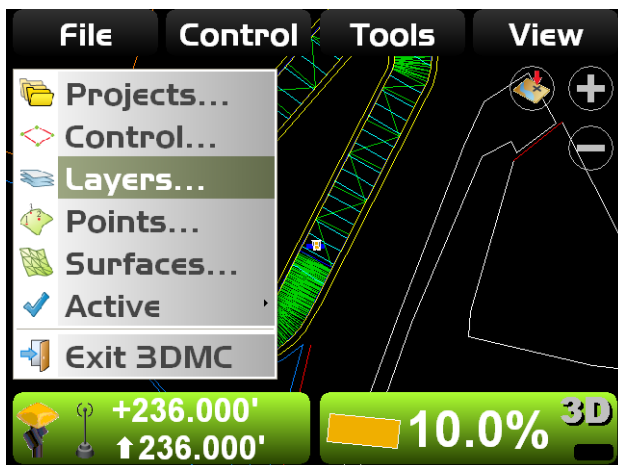 File Control Tools View
Projects...
Control...
Layers...
Points...
Surfaces...
Active
Exit 3DMC
+236.000'
236.000'
10.0%
3D